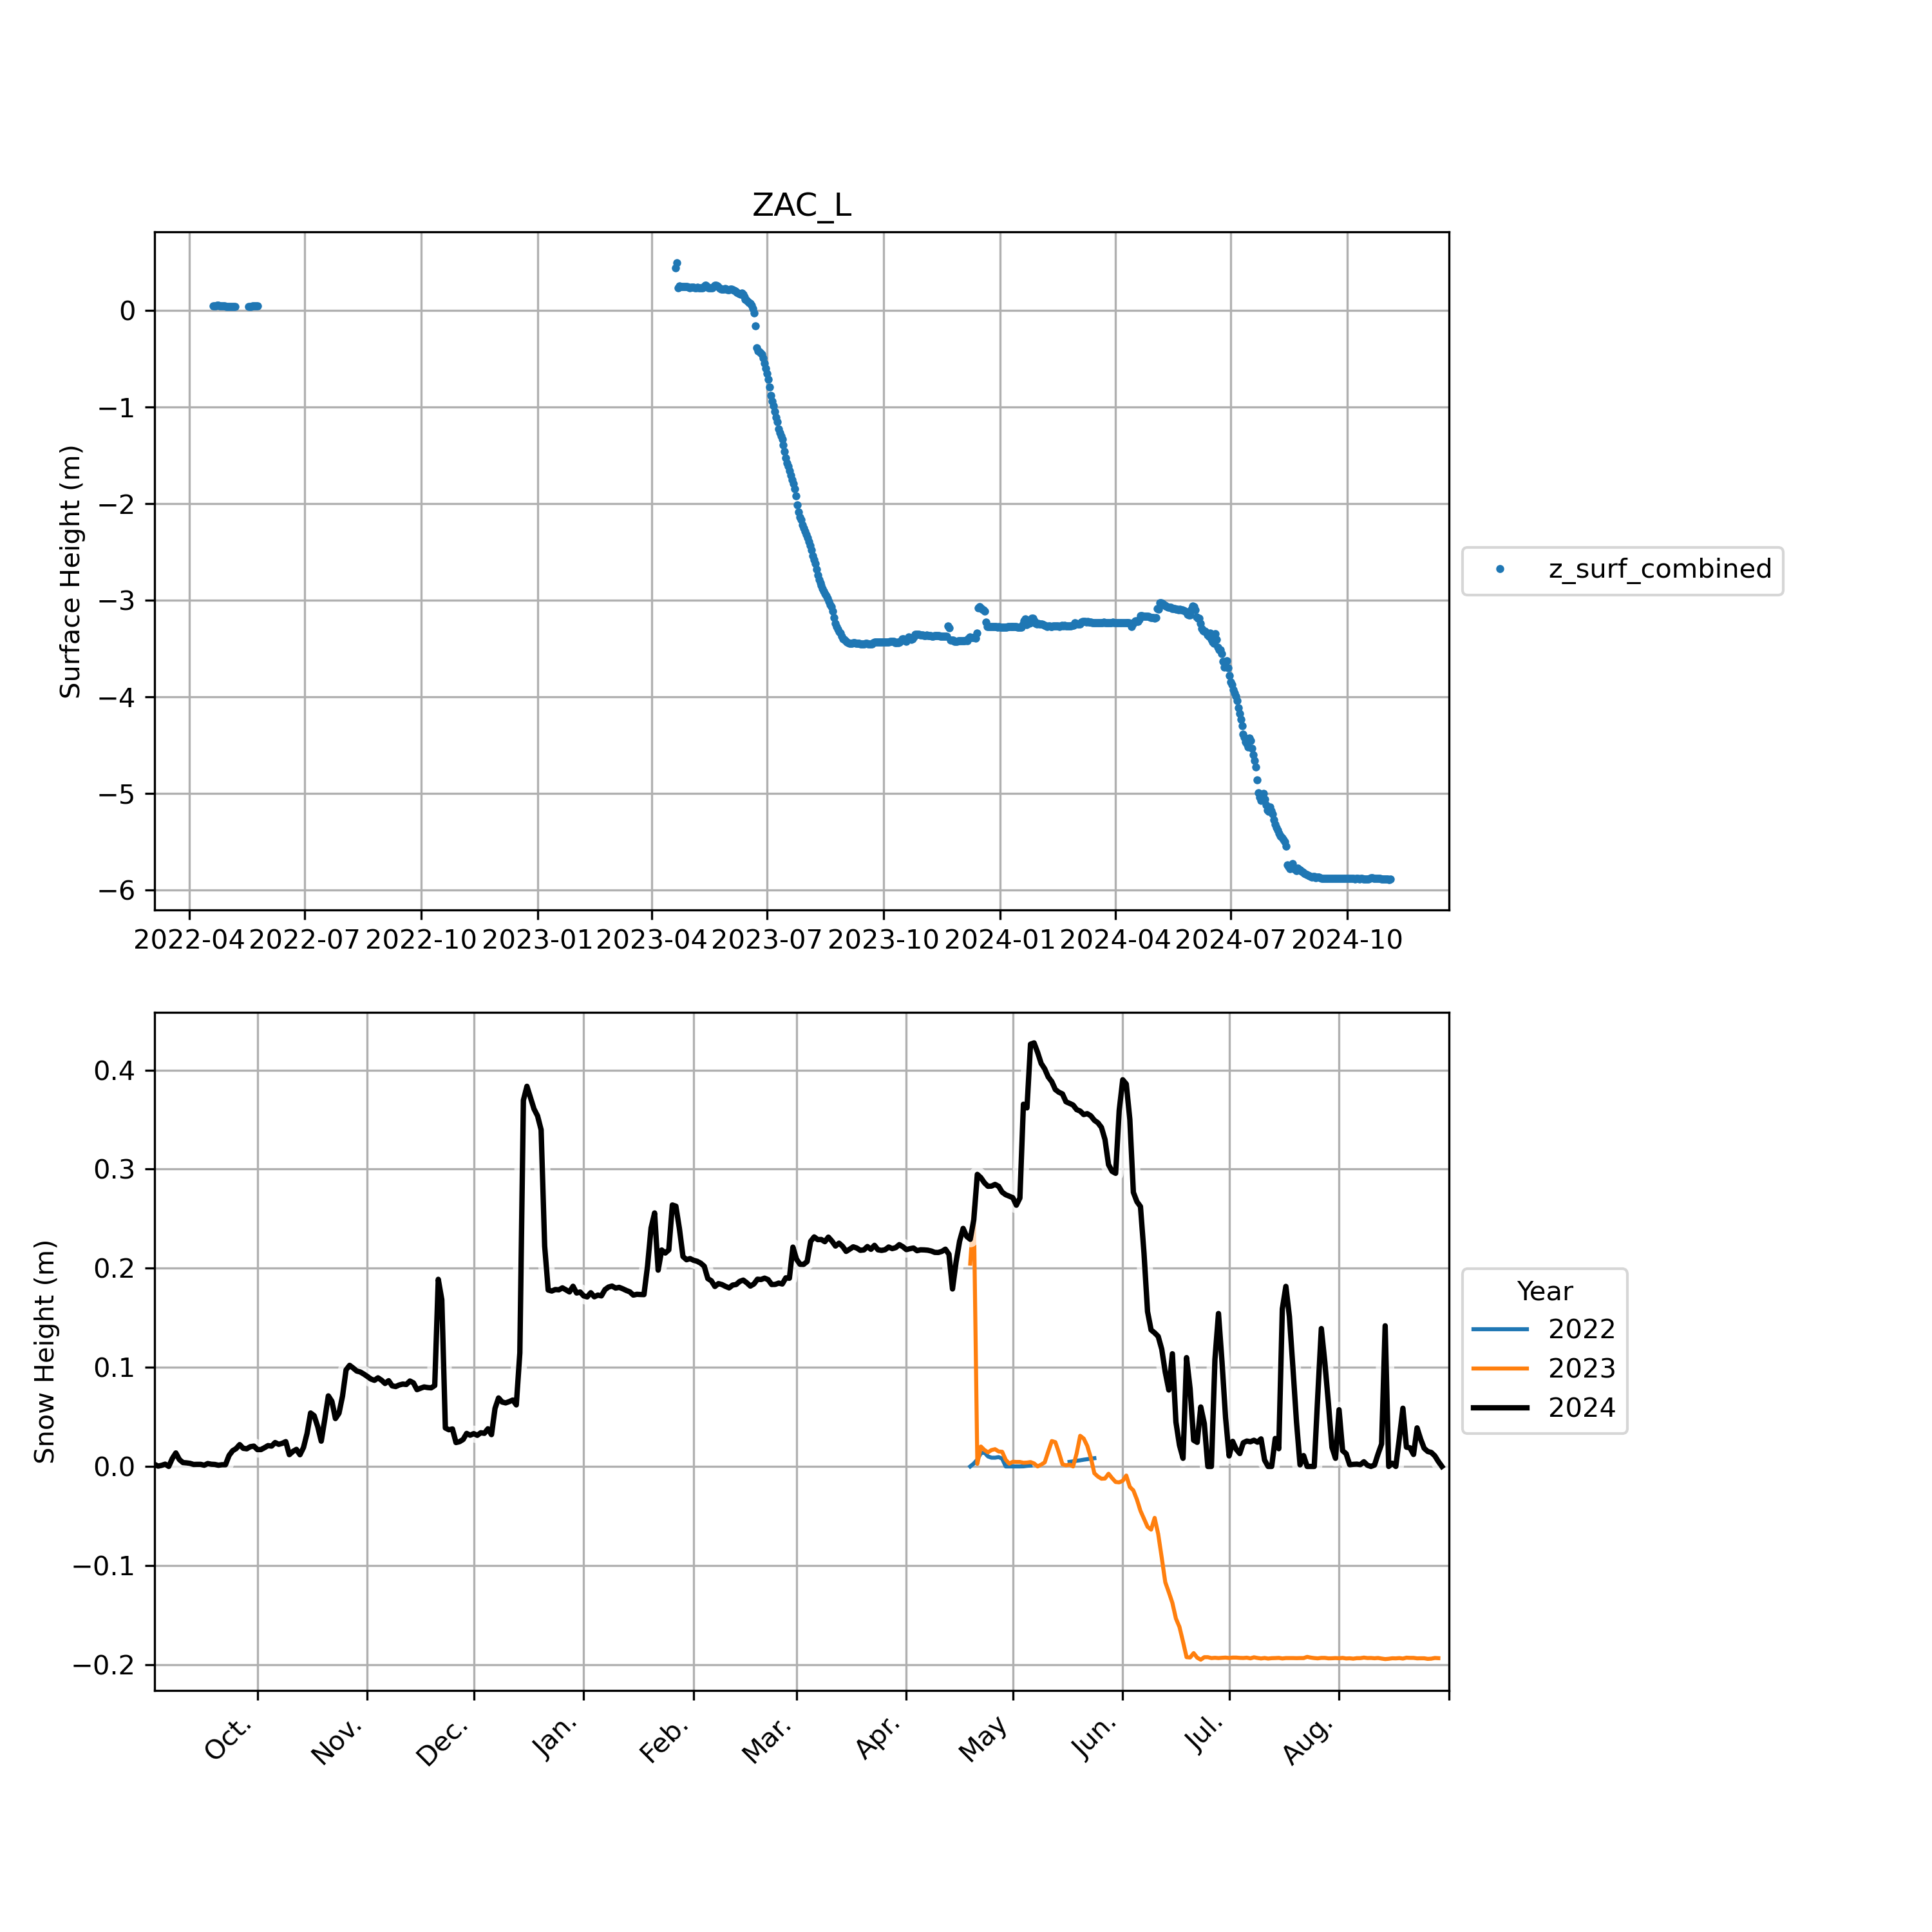 ZAC_L
Surface Height (m)
0
−1
−2
−3
−4
−5
−6
2022-04 2022-07 2022-10 2023-01 2023-04 2023-07 2023-10 2024-01 2024-04 2024-07 2024-10
z_surf_combined
Snow Height (m)
0.4
0.3
0.2
0.1
0.0
−0.1
−0.2
Oct. Nov. Dec. Jan. Feb. Mar. Apr. May Jun. Jul. Aug.
Year
2022
2023
2024